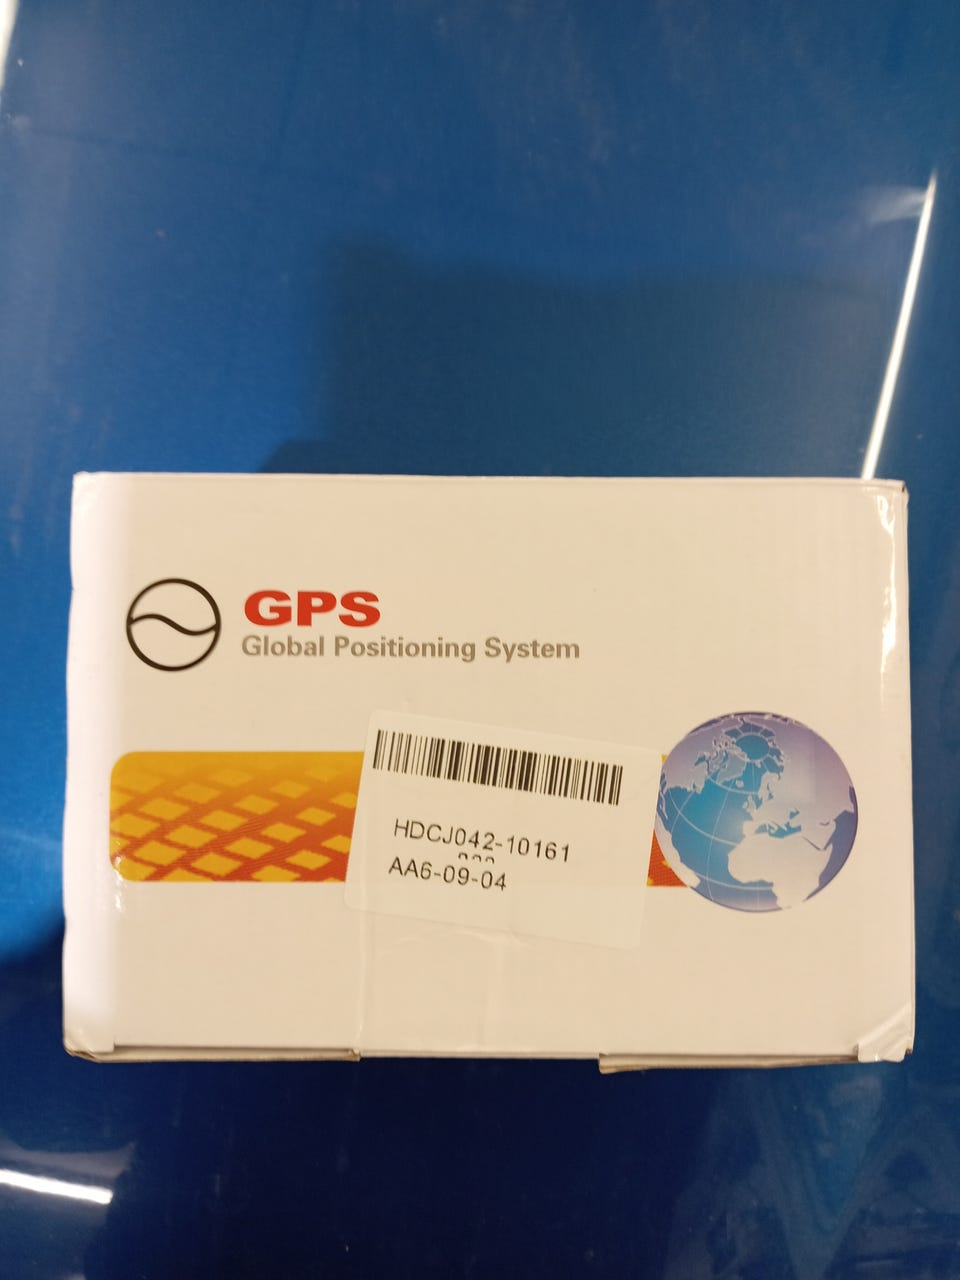 GPS
Global Positioning System
HDCJ042-10161
AA6-09-04